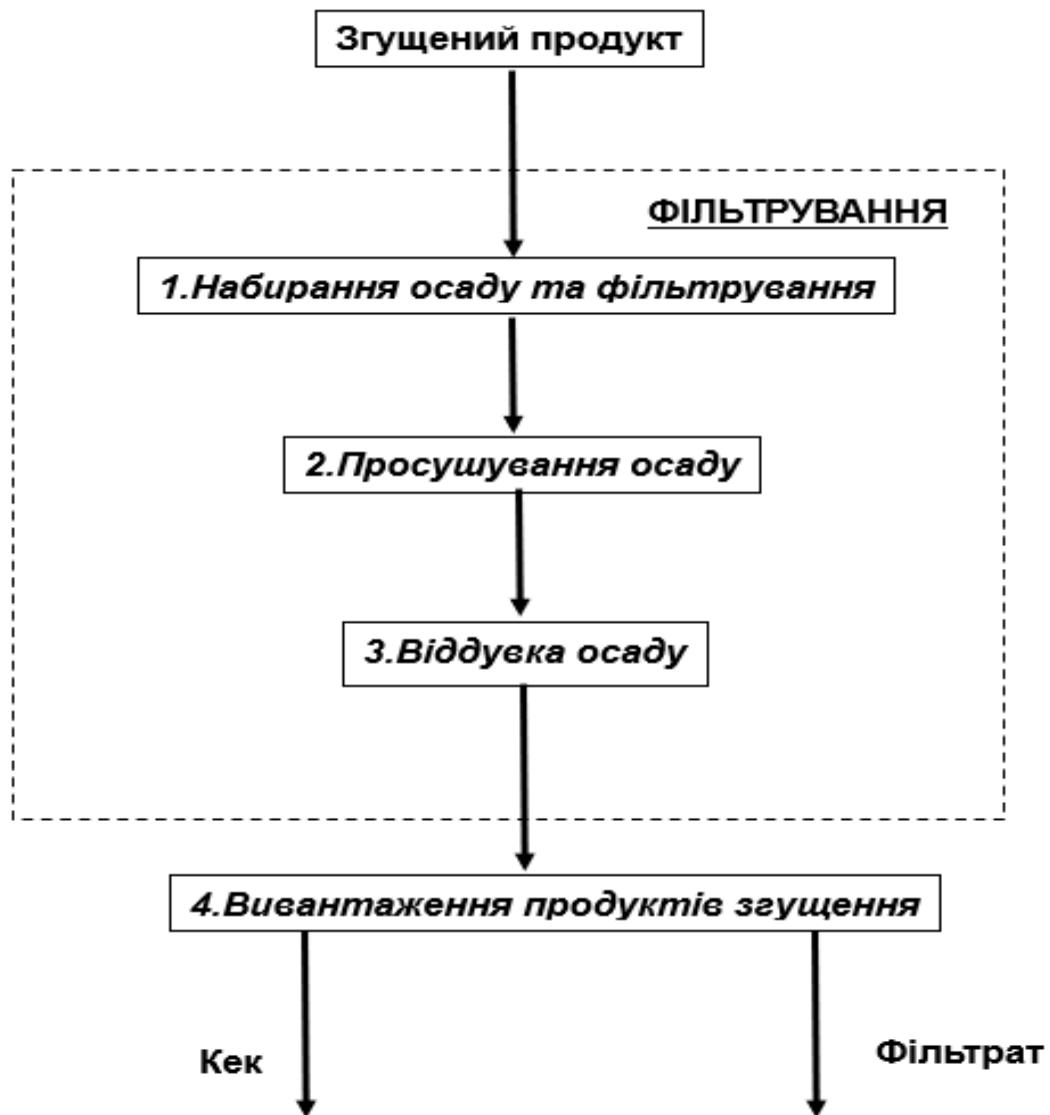 Згущений продукт
ФІЛЬТРУВАННЯ
1.Набирання осаду та фільтрування
2.Просушування осаду
3.Віддувка осаду
4.Вивантаження продуктів згущення
Кек
Фільтрат